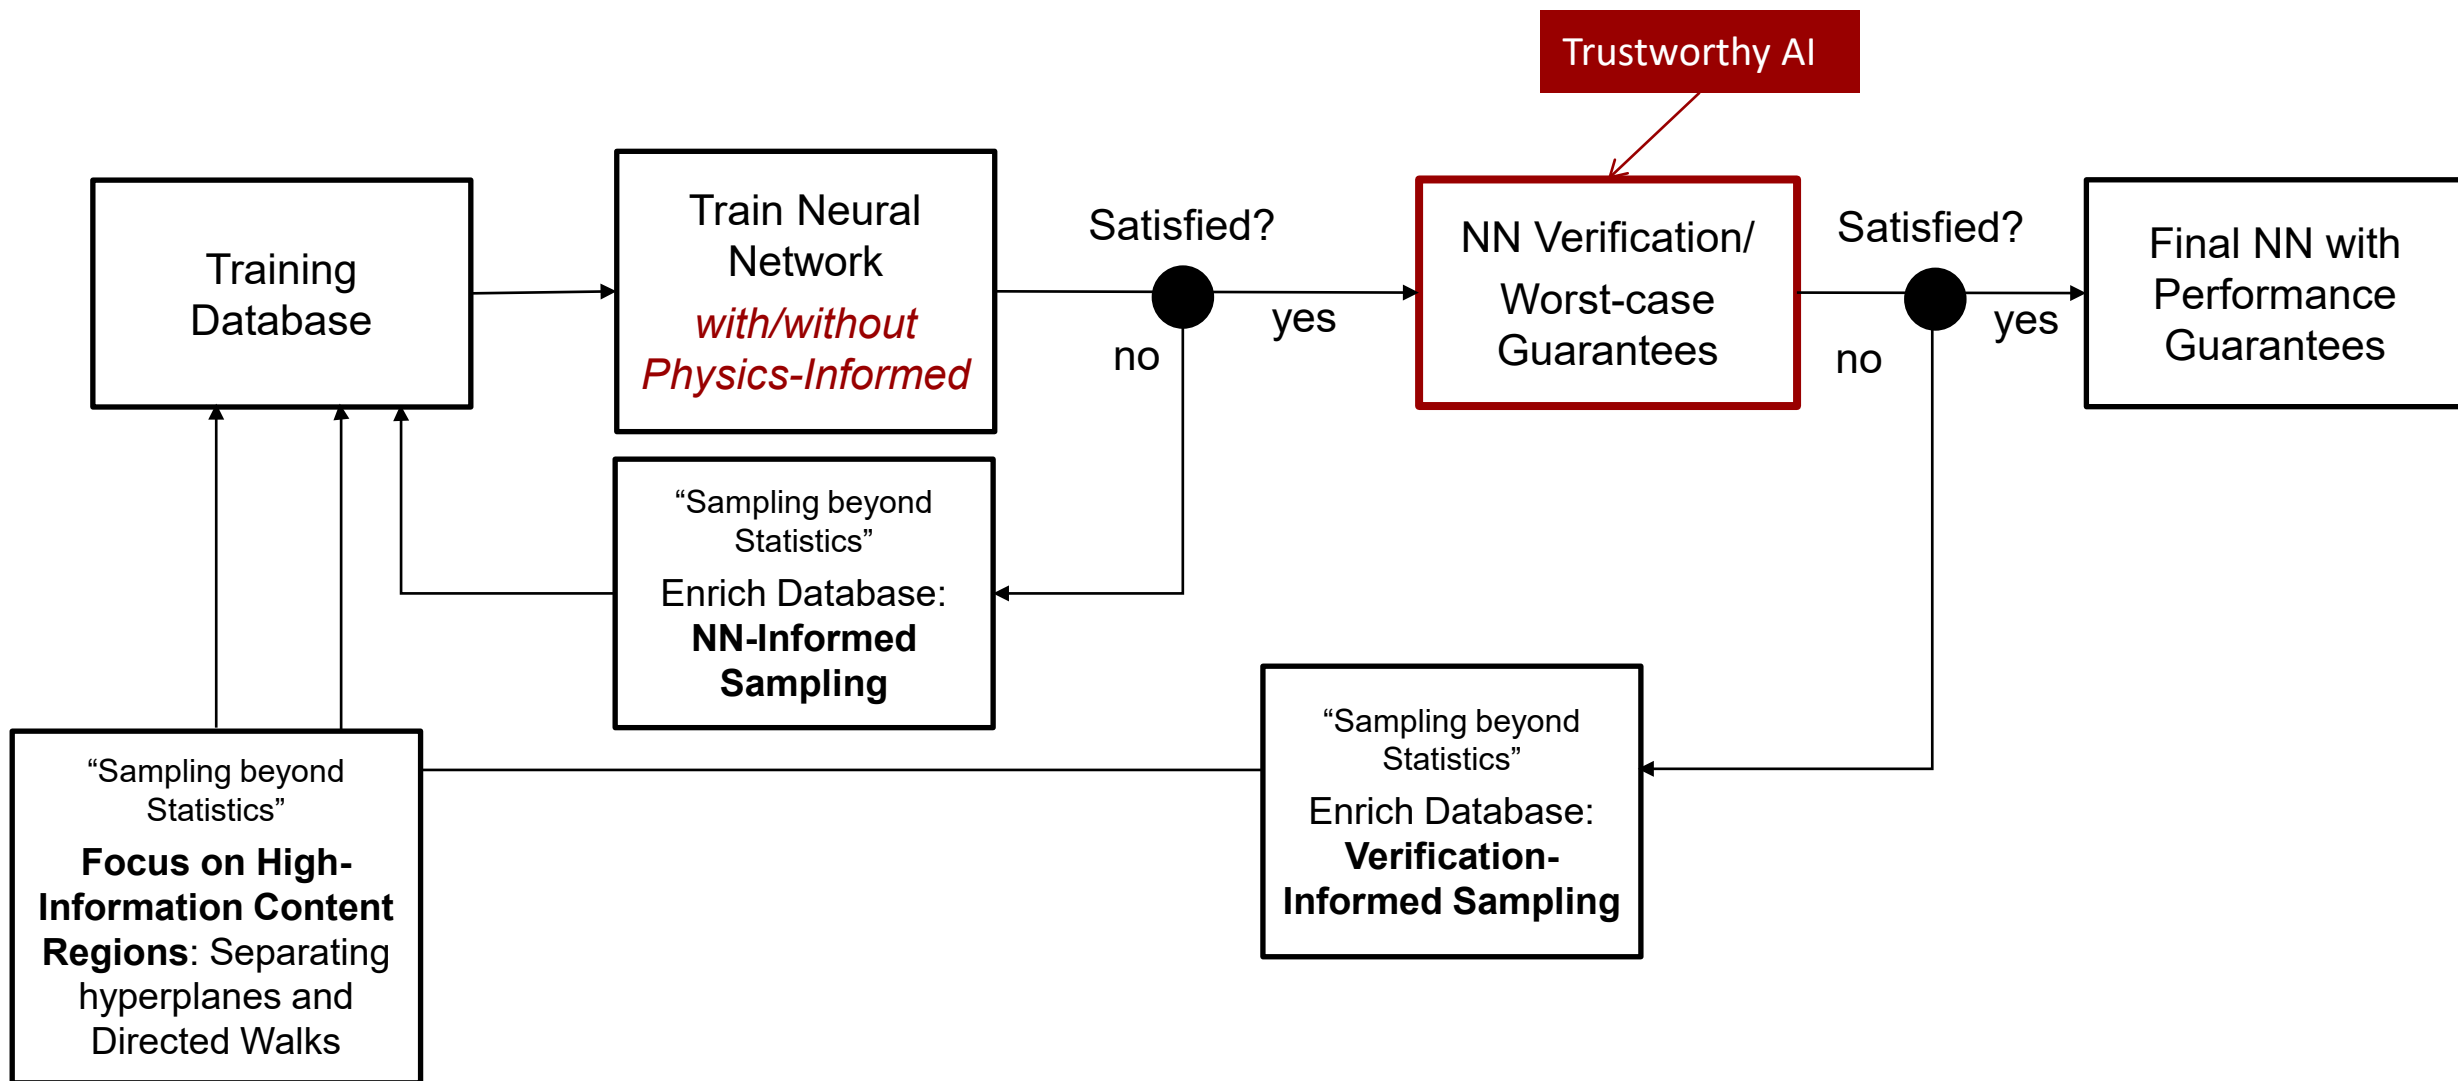 Trustworthy AI
Training
Database
Train Neural
Network
with/without
Physics-Informed
Satisfied?
yes
no
NN Verification/
Worst-case
Guarantees
Satisfied?
yes
no
Final NN with
Performance
Guarantees
“Sampling beyond
Statistics”
Enrich Database:
NN-Informed
Sampling
“Sampling beyond
Statistics”
Enrich Database:
Verification-
Informed Sampling
“Sampling beyond
Statistics”
Focus on High-
Information Content
Regions: Separating
hyperplanes and
Directed Walks